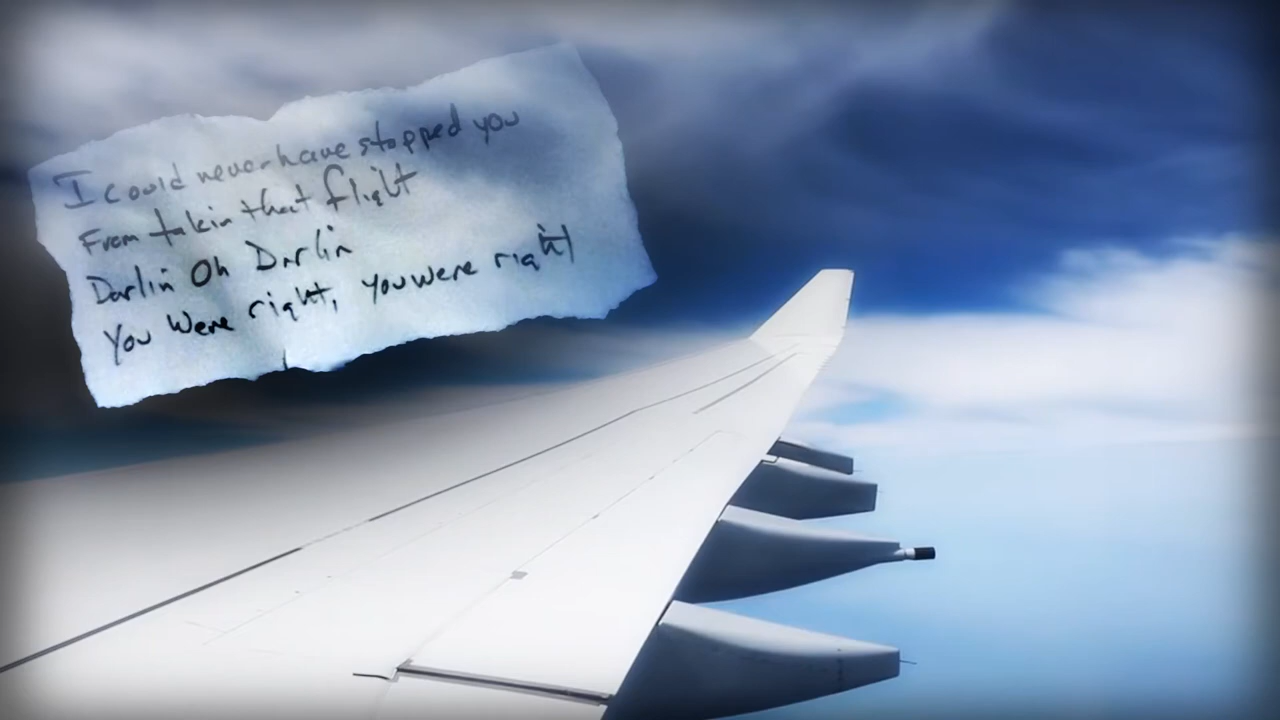 I could never have stopped you
From takin that flight
Darlin Oh Darlin
You were right, you were right